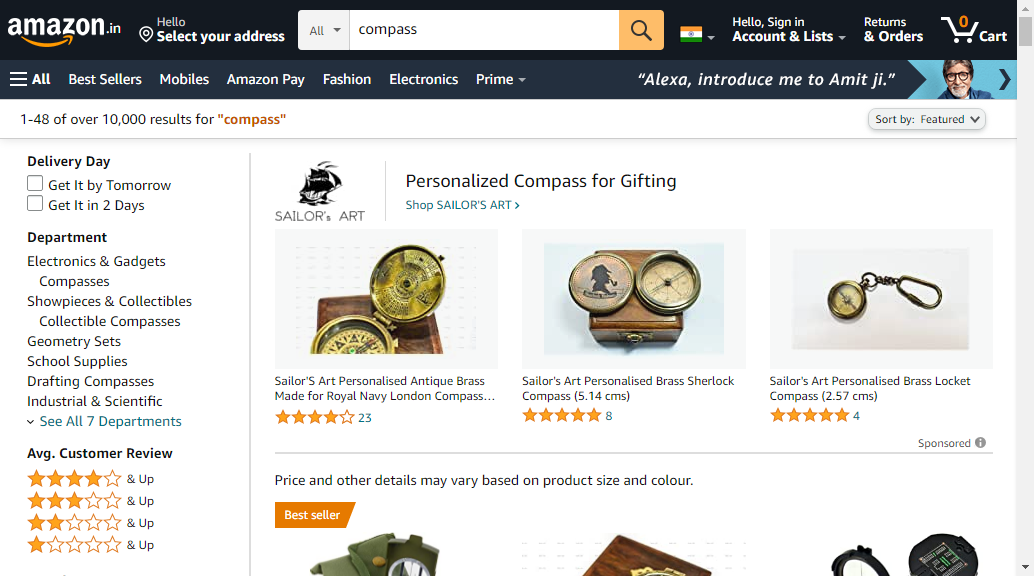 amazon.in
Hello
Select your address
All
compass
Hello, Sign in
Account & Lists
Returns
& Orders
0
Cart
All
Best Sellers
Mobiles
Amazon Pay
Fashion
Electronics
Prime
“Alexa, introduce me to Amit ji.”
1-48 of over 10,000 results for "compass"
Sort by: Featured
Delivery Day
Get It by Tomorrow
Get It in 2 Days
Department
Electronics & Gadgets
Compasses
Showpieces & Collectibles
Collectible Compasses
Geometry Sets
School Supplies
Drafting Compasses
Industrial & Scientific
See All 7 Departments
Avg. Customer Review
& Up
& Up
& Up
& Up
SAILOR's ART
Personalized Compass for Gifting
Shop SAILOR'S ART ›
Sailor'S Art Personalised Antique Brass
Made for Royal Navy London Compass…
23
Sailor's Art Personalised Brass Sherlock
Compass (5.14 cms)
8
Sailor's Art Personalised Brass Locket
Compass (2.57 cms)
4
Sponsored
Price and other details may vary based on product size and colour.
Best seller